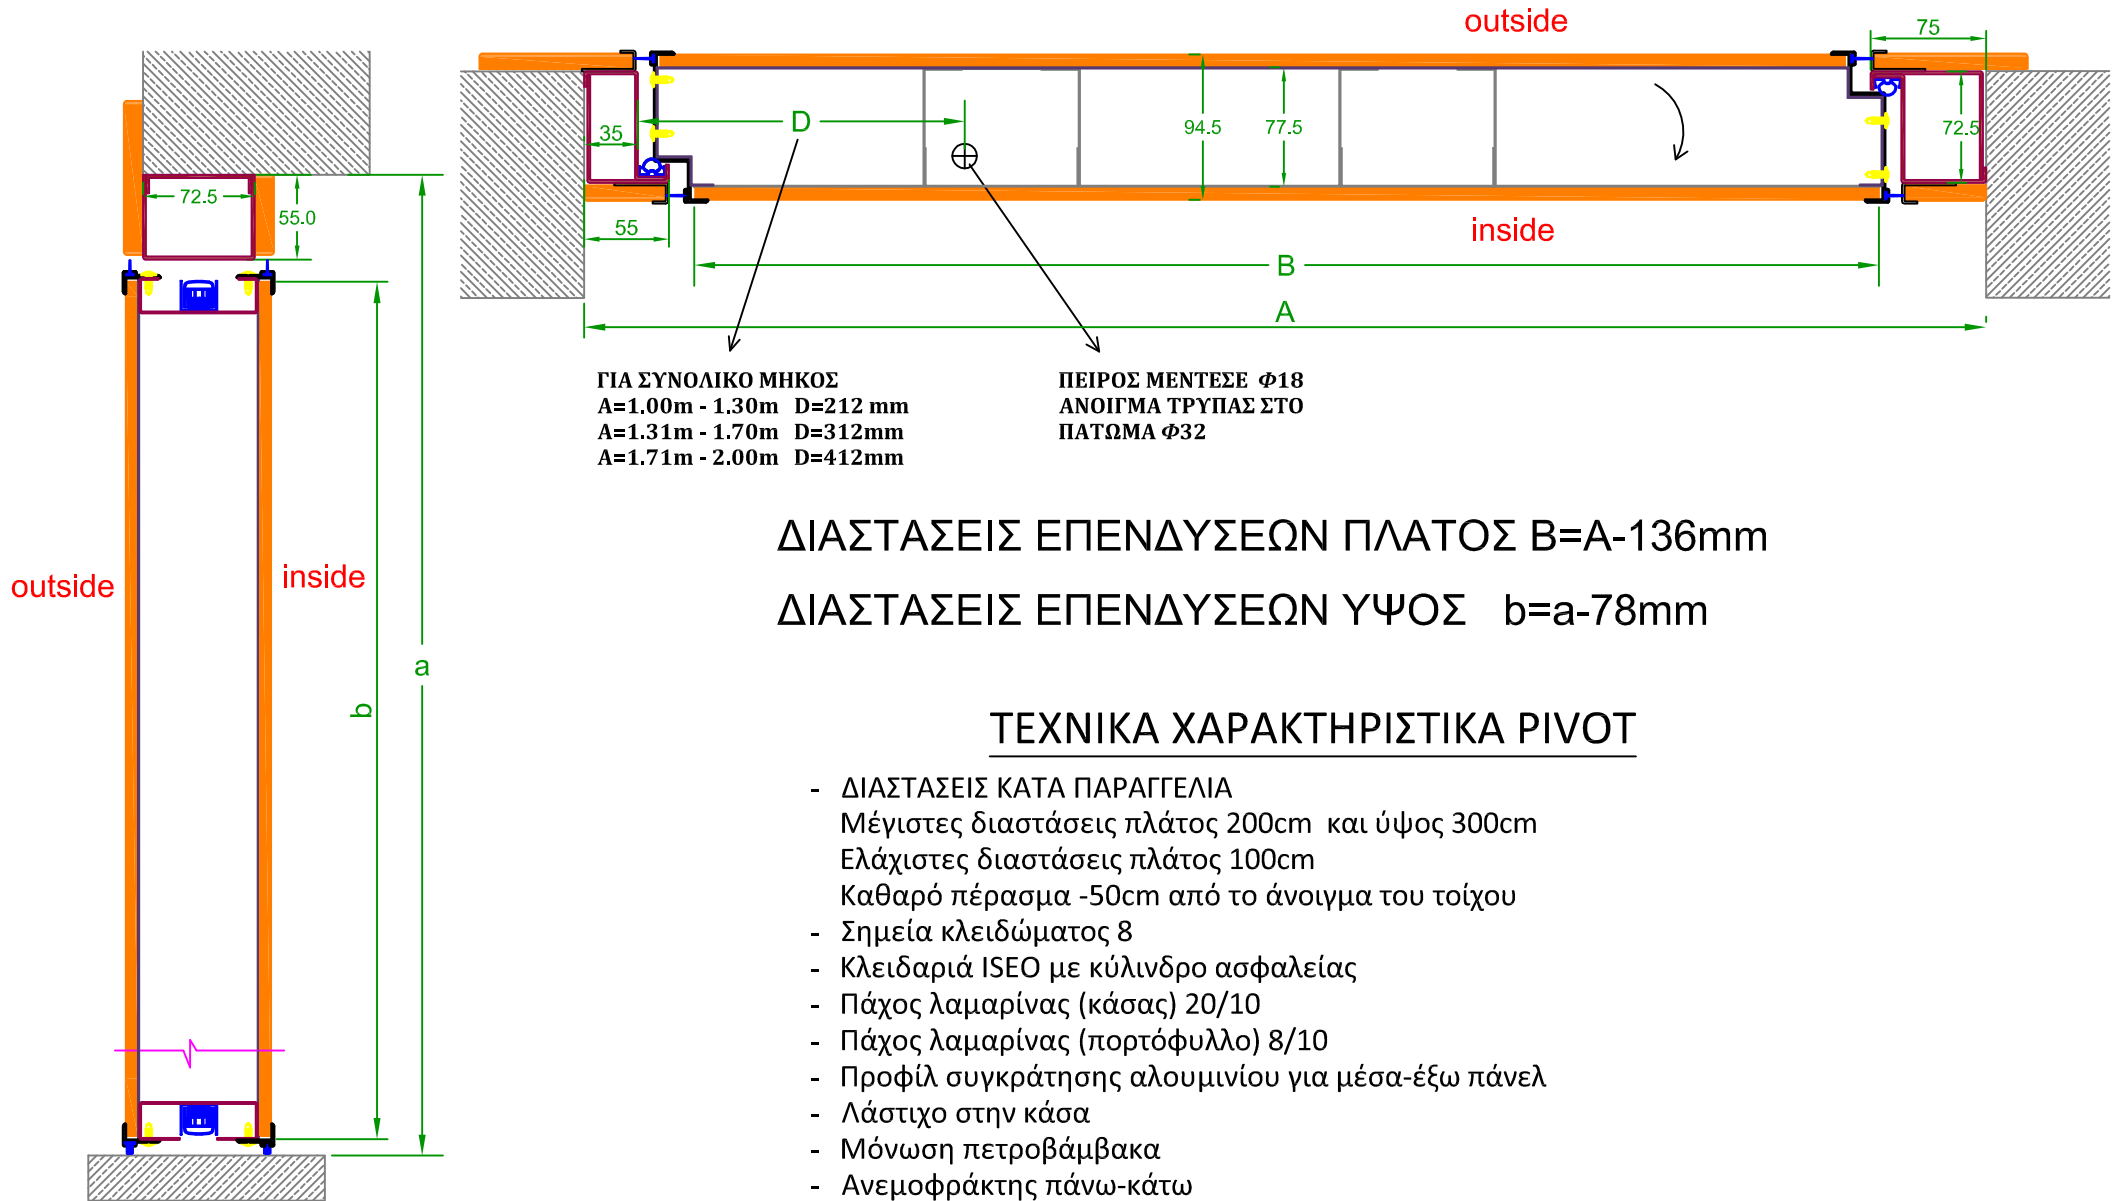 outside
75
72.5
55.0
35
D
94.5
77.5
72.5
55
inside
B
A
ΓΙΑ ΣΥΝΟΛΙΚΟ ΜΗΚΟΣ
A=1.00m - 1.30m D=212 mm
A=1.31m - 1.70m D=312mm
A=1.71m - 2.00m D=412mm
ΠΕΙΡΟΣ ΜΕΝΤΕΣΕ Φ18
ΑΝΟΙΓΜΑ ΤΡΥΠΑΣ ΣΤΟ
ΠΑΤΩΜΑ Φ32
outside
inside
a
b
ΔΙΑΣΤΑΣΕΙΣ ΕΠΕΝΔΥΣΕΩΝ ΠΛΑΤΟΣ B=A-136mm
ΔΙΑΣΤΑΣΕΙΣ ΕΠΕΝΔΥΣΕΩΝ ΥΨΟΣ b=a-78mm
ΤΕΧΝΙΚΑ ΧΑΡΑΚΤΗΡΙΣΤΙΚΑ PIVOT
- ΔΙΑΣΤΑΣΕΙΣ ΚΑΤΑ ΠΑΡΑΓΓΕΛΙΑ
Μέγιστες διαστάσεις πλάτος 200cm και ύψος 300cm
Ελάχιστες διαστάσεις πλάτος 100cm
Καθαρό πέρασμα -50cm από το άνοιγμα του τοίχου
- Σημεία κλειδώματος 8
- Κλειδαριά ISEO με κύλινδρο ασφαλείας
- Πάχος λαμαρίνας (κάσας) 20/10
- Πάχος λαμαρίνας (πορτόφυλλο) 8/10
- Προφίλ συγκράτησης αλουμινίου για μέσα-έξω πάνελ
- Λάστιχο στην κάσα
- Μόνωση πετροβάμβακα
- Ανεμοφράκτης πάνω-κάτω